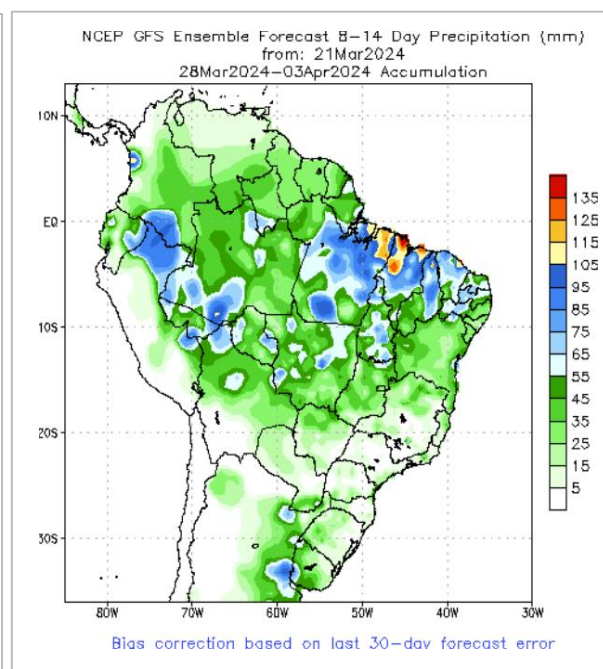 NCEP GFS Ensemble Forecast 8-14 Day Precipitation (mm)
from: 21Mar2024
28Mar2024-03Apr2024 Accumulation
10N
EQ
10S
20S
30S
80W
70W
60W
50W
40W
30W
135
125
115
105
95
85
75
65
55
45
35
25
15
5
Bias correction based on last 30-day forecast error